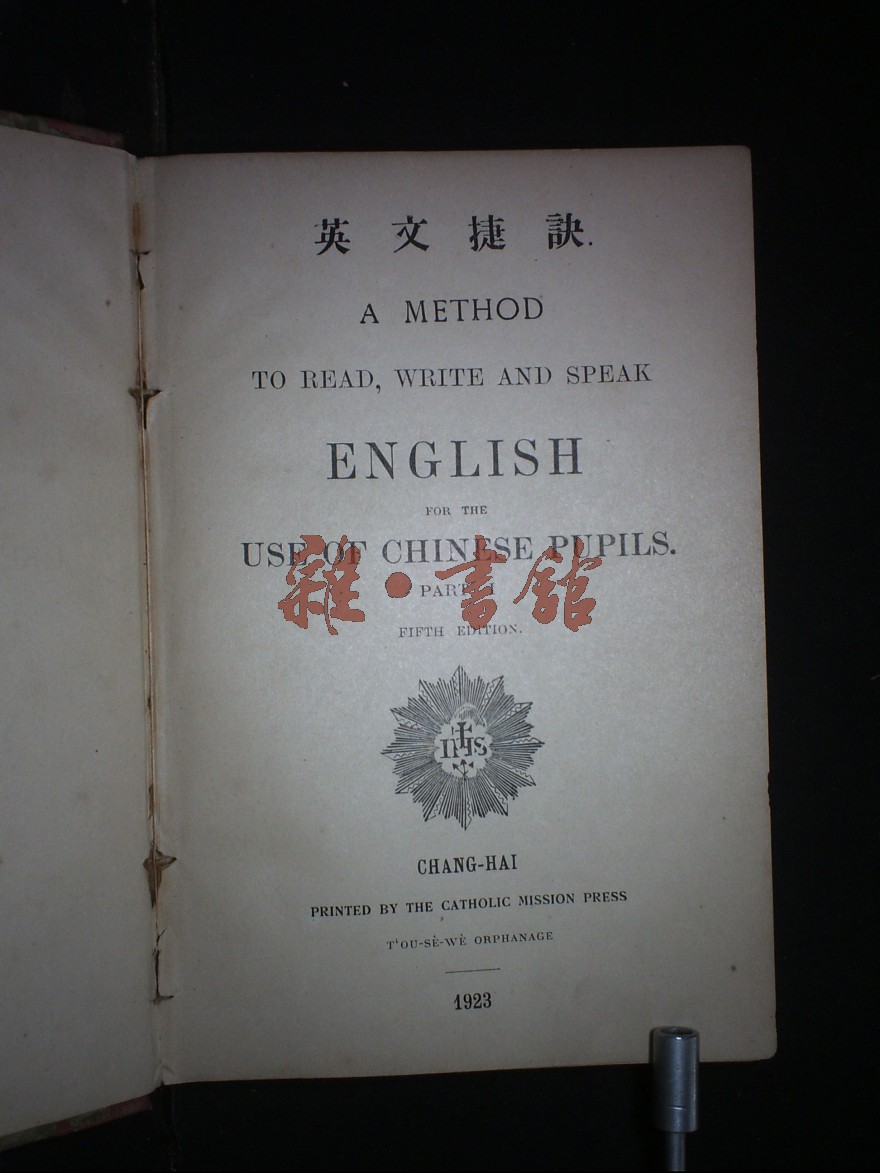 英文捷訣.
A METHOD
TO READ, WRITE AND SPEAK
ENGLISH
FOR THE
USE OF CHINESE PUPILS.
雜·書館
PART I
FIFTH EDITION.
IHS
CHANG-HAI
PRINTED BY THE CATHOLIC MISSION PRESS
T‘OU-SÈ-WÈ ORPHANAGE
1923